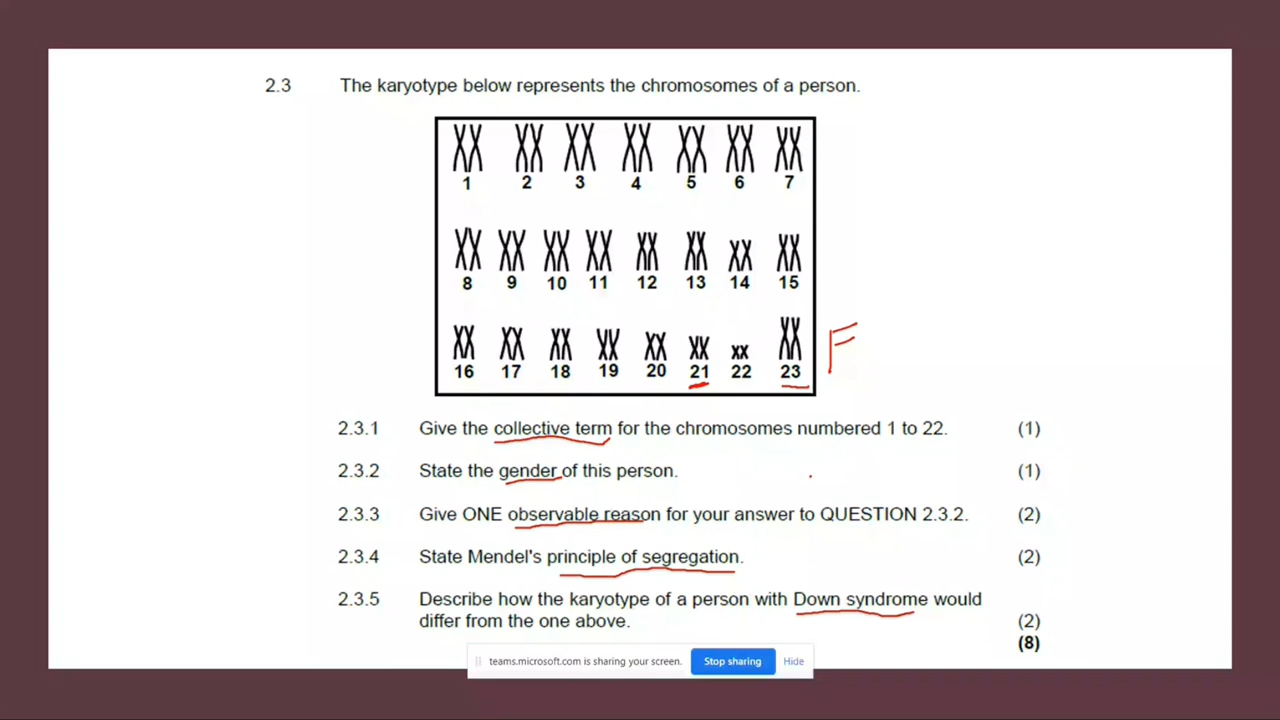 2.3 The karyotype below represents the chromosomes of a person.
1 2 3 4 5 6 7
8 9 10 11 12 13 14 15
16 17 18 19 20 21 22 23 F
2.3.1 Give the collective term for the chromosomes numbered 1 to 22. (1)
2.3.2 State the gender of this person. (1)
2.3.3 Give ONE observable reason for your answer to QUESTION 2.3.2. (2)
2.3.4 State Mendel's principle of segregation. (2)
2.3.5 Describe how the karyotype of a person with Down syndrome would
differ from the one above. (2)
(8)
teams.microsoft.com is sharing your screen. Stop sharing Hide